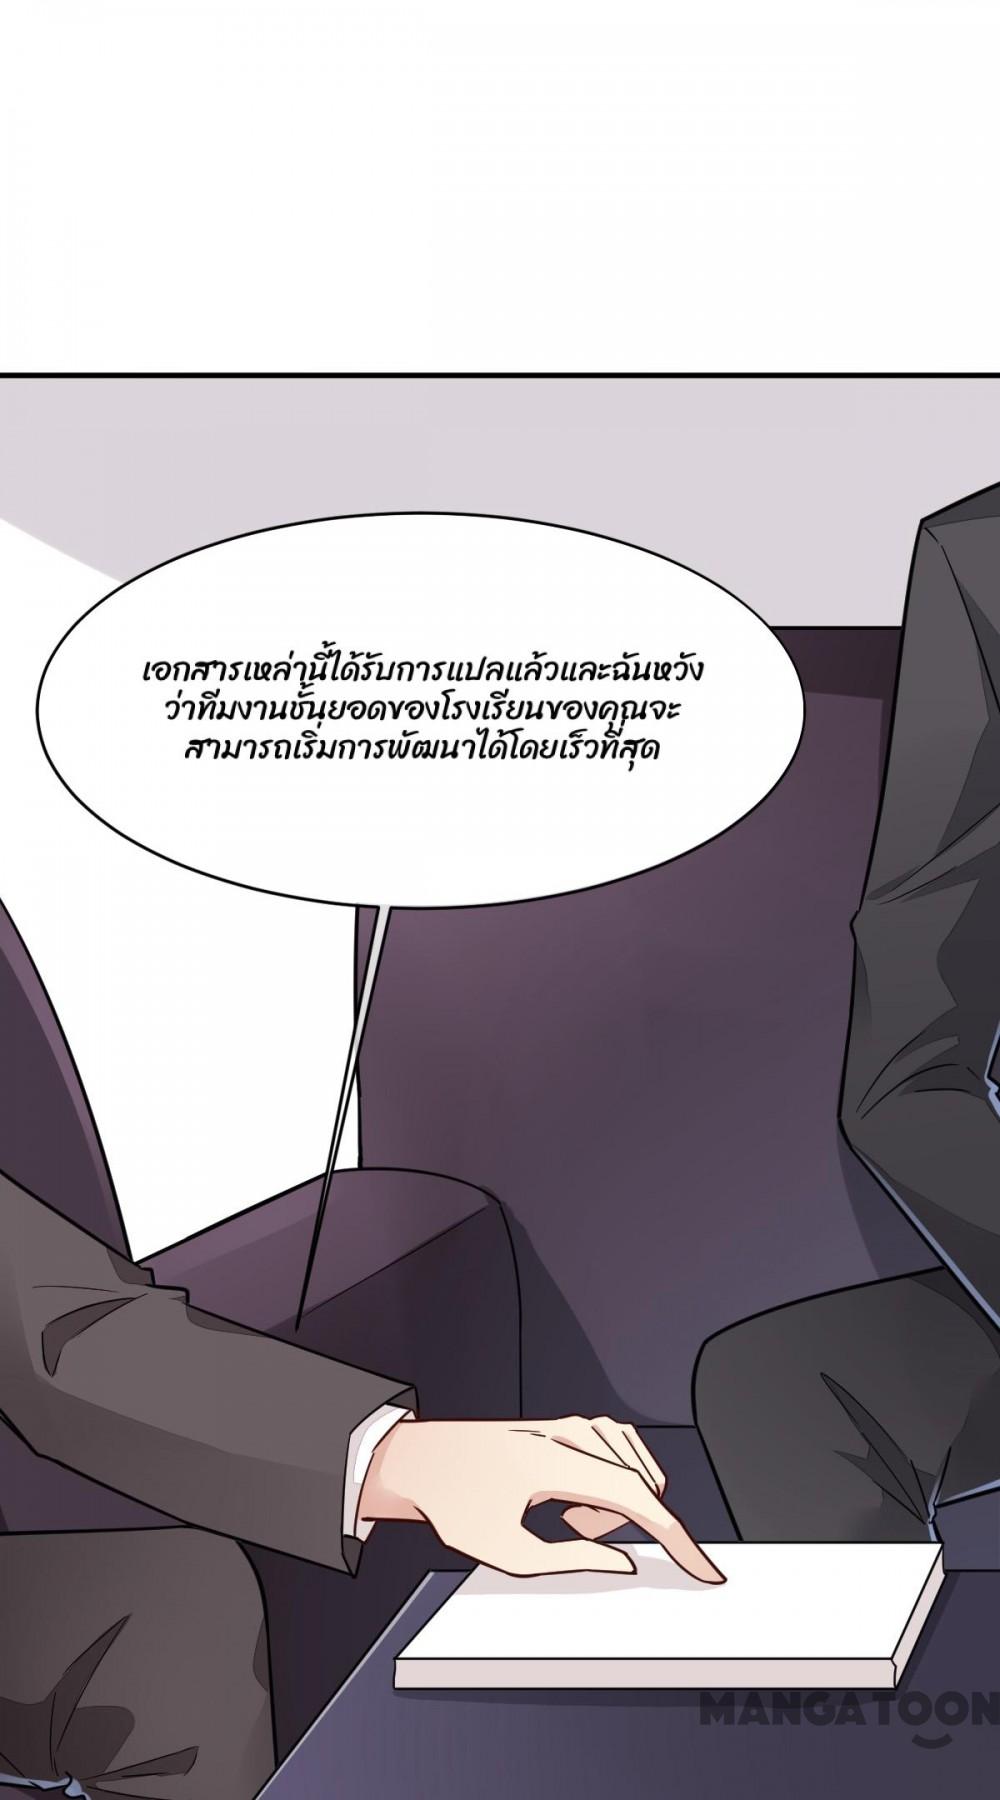 เอกสารเหล่านี้ได้รับการแปลแล้วและฉันหวัง
ว่าทีมงานชั้นยอดของโรงเรียนของคุณจะ
สามารถเริ่มการพัฒนาได้โดยเร็วที่สุด
MANGATOON